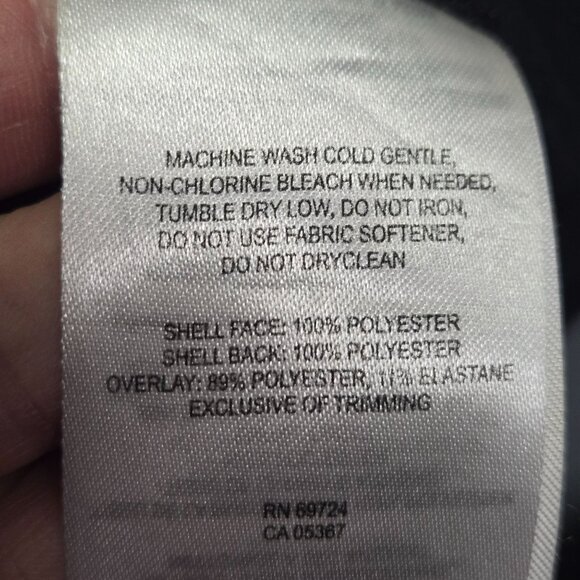 MACHINE WASH COLD GENTLE,
NON-CHLORINE BLEACH WHEN NEEDED,
TUMBLE DRY LOW, DO NOT IRON,
DO NOT USE FABRIC SOFTENER,
DO NOT DRYCLEAN
SHELL FACE: 100% POLYESTER
SHELL BACK: 100% POLYESTER
OVERLAY: 89% POLYESTER, 11% ELASTANE
EXCLUSIVE OF TRIMMING
RN 69724
CA 05367